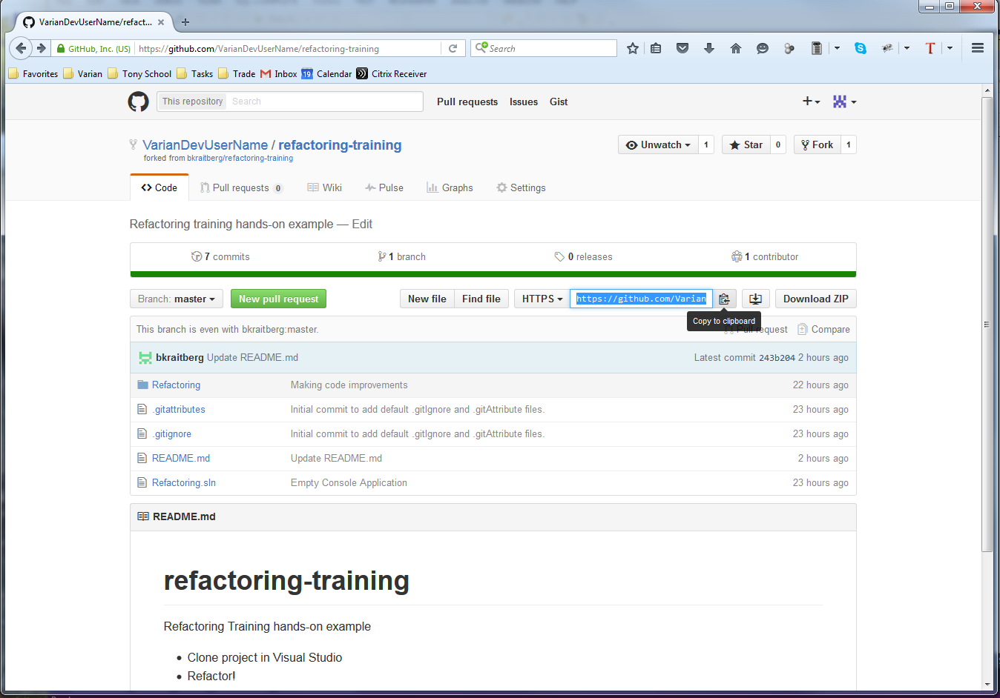 VarianDevUserName/refact...
GitHub, Inc. (US) https://github.com/VarianDevUserName/refactoring-training Search
Favorites Varian Tony School Tasks Trade Inbox 19 Calendar Citrix Receiver
This repository Search Pull requests Issues Gist
VarianDevUserName / refactoring-training Unwatch 1 Star 0 Fork 1
forked from bkraitberg/refactoring-training
Code Pull requests 0 Wiki Pulse Graphs Settings
Refactoring training hands-on example — Edit
7 commits 1 branch 0 releases 1 contributor
Branch: master New pull request New file Find file HTTPS https://github.com/Varian Download ZIP
Copy to clipboard
This branch is even with bkraitberg:master. Pull request Compare
bkraitberg Update README.md Latest commit 243b204 2 hours ago
Refactoring Making code improvements 22 hours ago
.gitattributes Initial commit to add default .gitIgnore and .gitAttribute files. 23 hours ago
.gitignore Initial commit to add default .gitIgnore and .gitAttribute files. 23 hours ago
README.md Update README.md 2 hours ago
Refactoring.sln Empty Console Application 23 hours ago
README.md
refactoring-training
Refactoring Training hands-on example
• Clone project in Visual Studio
• Refactor!